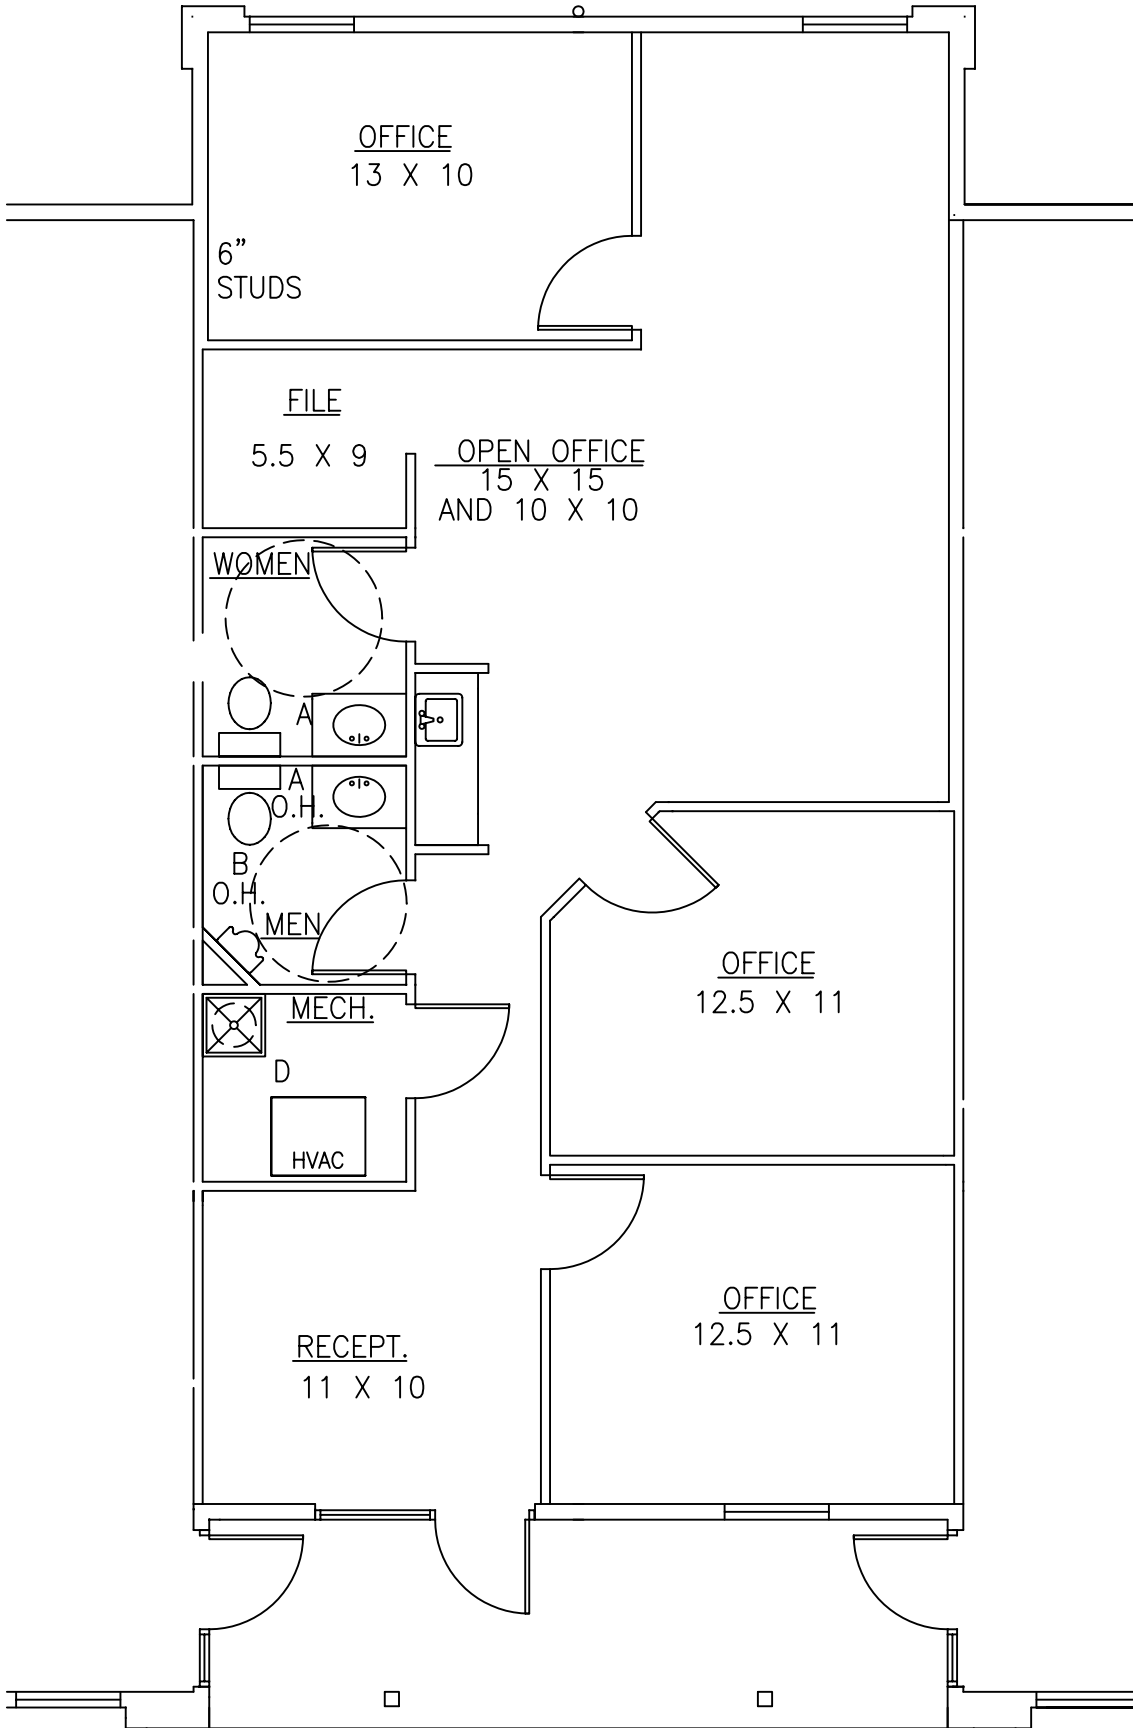 OFFICE
13 X 10
6”
STUDS
FILE
5.5 X 9
OPEN OFFICE
15 X 15
AND 10 X 10
WOMEN
A
A
O.H.
B
O.H.
MEN
MECH.
D
HVAC
OFFICE
12.5 X 11
OFFICE
12.5 X 11
RECEPT.
11 X 10